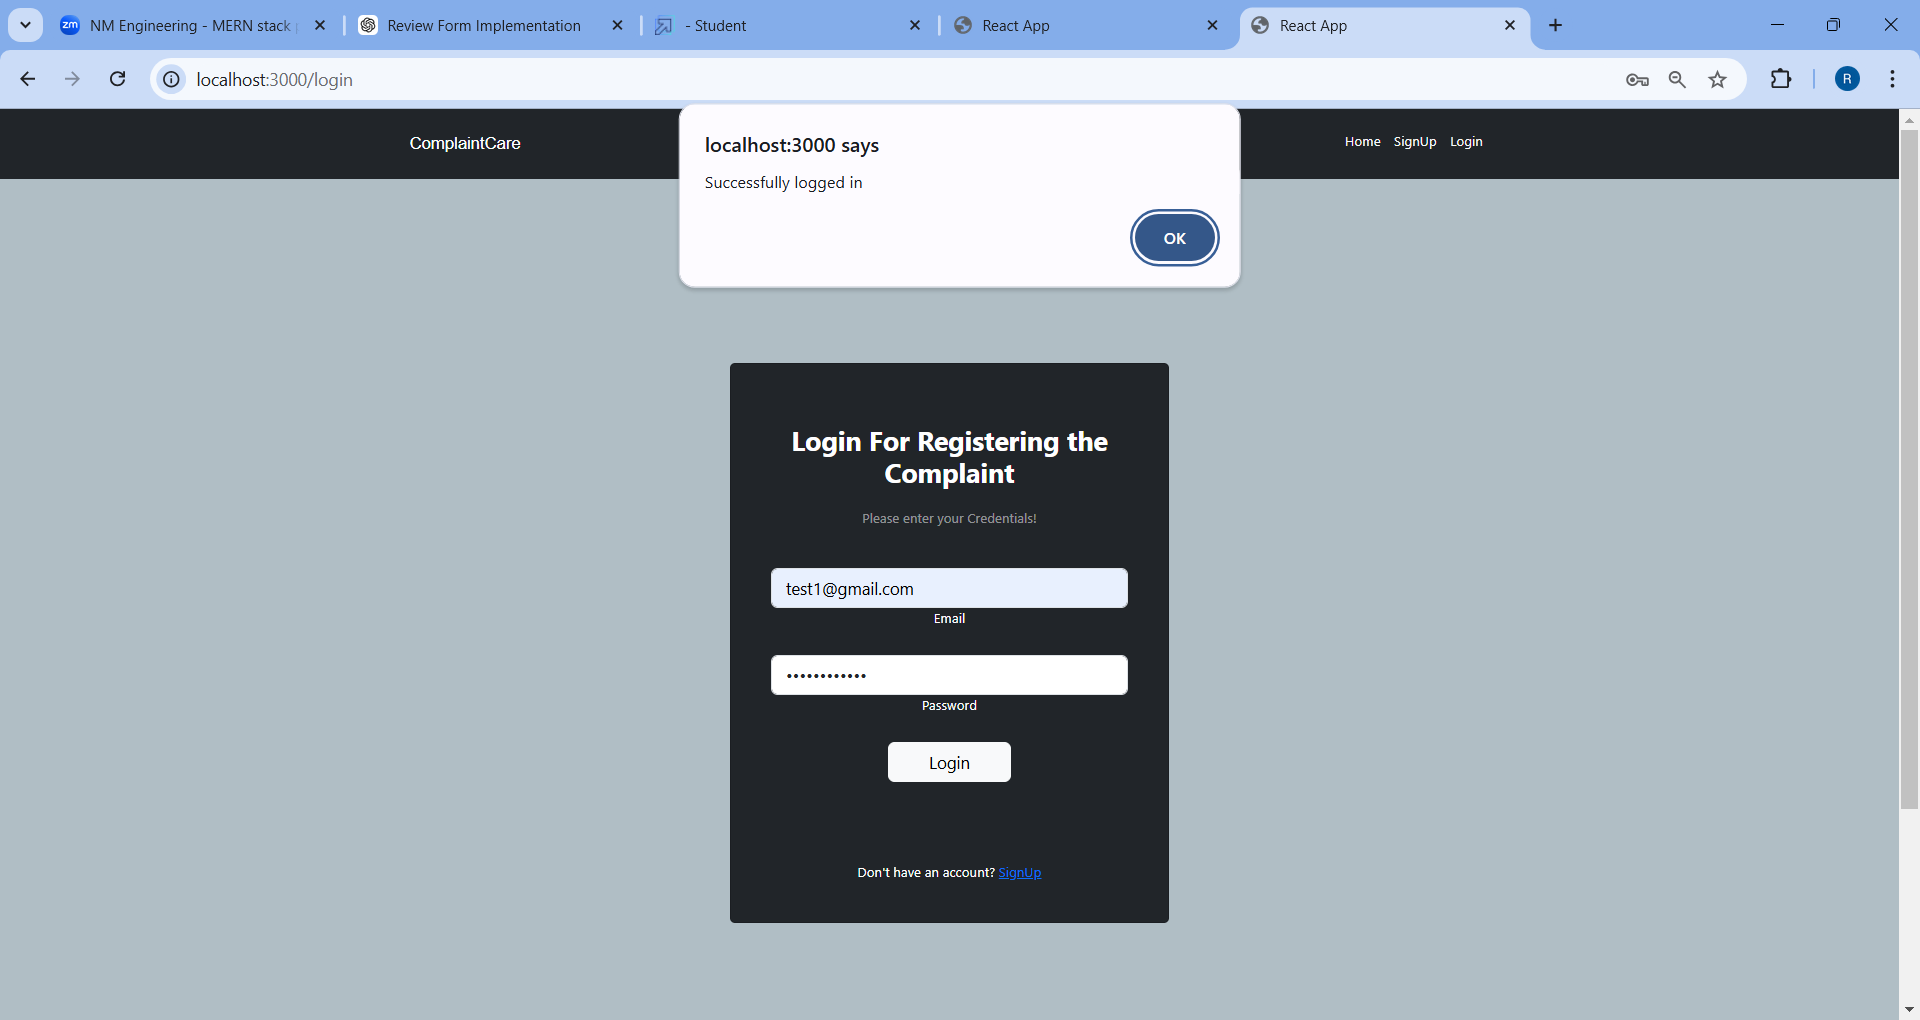 zm
NM Engineering - MERN stack
Review Form Implementation
- Student
React App
React App
localhost:3000/login
R
ComplaintCare
Home SignUp Login
localhost:3000 says
Successfully logged in
OK
Login For Registering the
Complaint
Please enter your Credentials!
test1@gmail.com
Email
••••••••••••
Password
Login
Don't have an account? SignUp